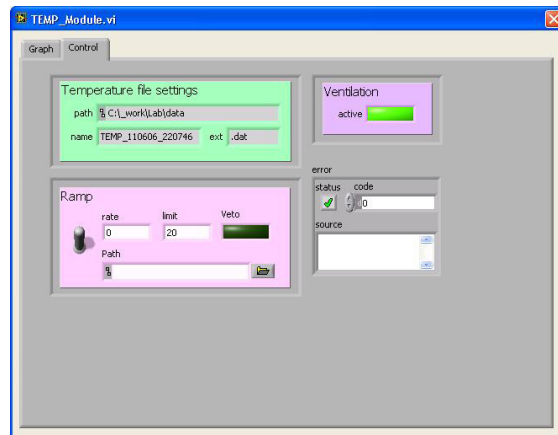 TEMP_Module.vi
Graph Control
Temperature file settings
path C:\_work\Lab\data
name TEMP_110606_220746 ext .dat
Ventilation
active
Ramp
rate limit Veto
0 20
Path
error
status code
0
source